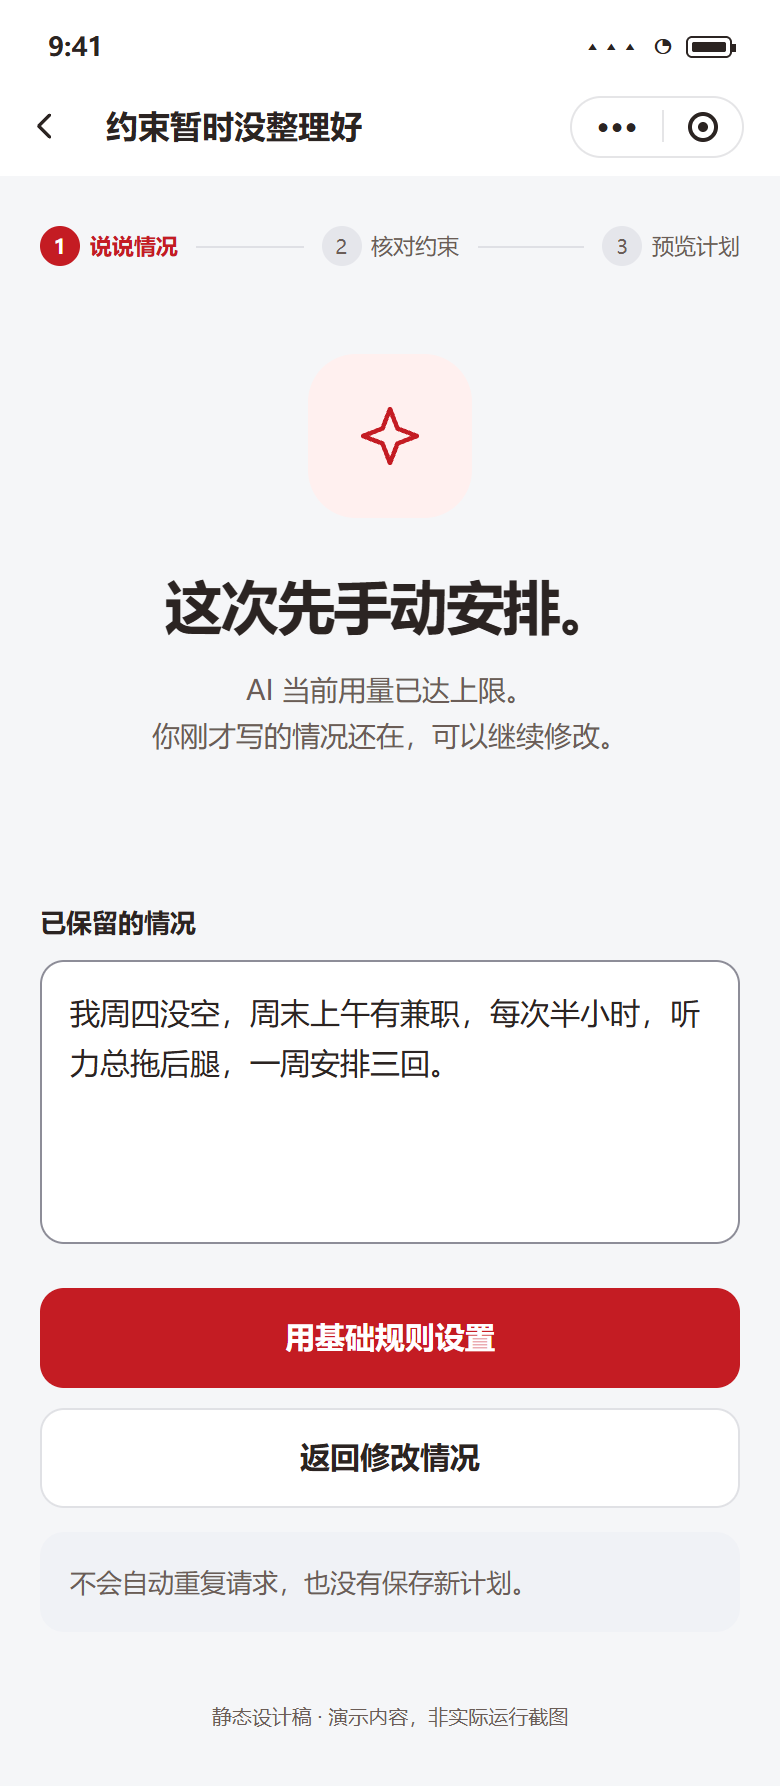 9:41
约束暂时没整理好
1 说说情况 2 核对约束 3 预览计划
这次先手动安排。
AI 当前用量已达上限。
你刚才写的情况还在，可以继续修改。
已保留的情况
我周四没空，周末上午有兼职，每次半小时，听
力总拖后腿，一周安排三回。
用基础规则设置
返回修改情况
不会自动重复请求，也没有保存新计划。
静态设计稿 · 演示内容，非实际运行截图